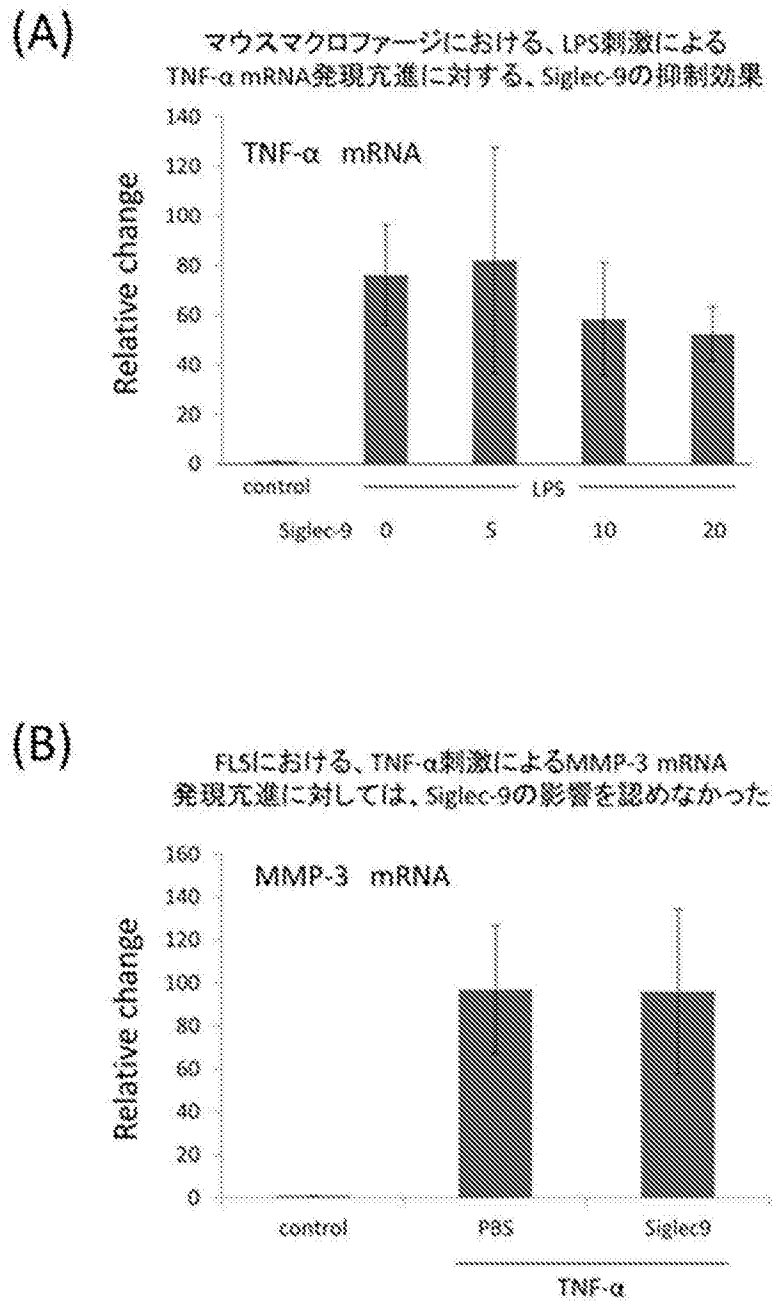 (A)
マウスマクロファージにおける、LPS刺激による
TNF-α mRNA発現亢進に対する、Siglec-9の抑制効果
140
120
100
80
60
40
20
0
Relative change
TNF-α mRNA
control
LPS
Siglec-9 0 5 10 20
(B)
FLSにおける、TNF-α刺激によるMMP-3 mRNA
発現亢進に対しては、Siglec-9の影響を認めなかった
160
140
120
100
80
60
40
20
0
Relative change
MMP-3 mRNA
control PBS Siglec9
TNF-α